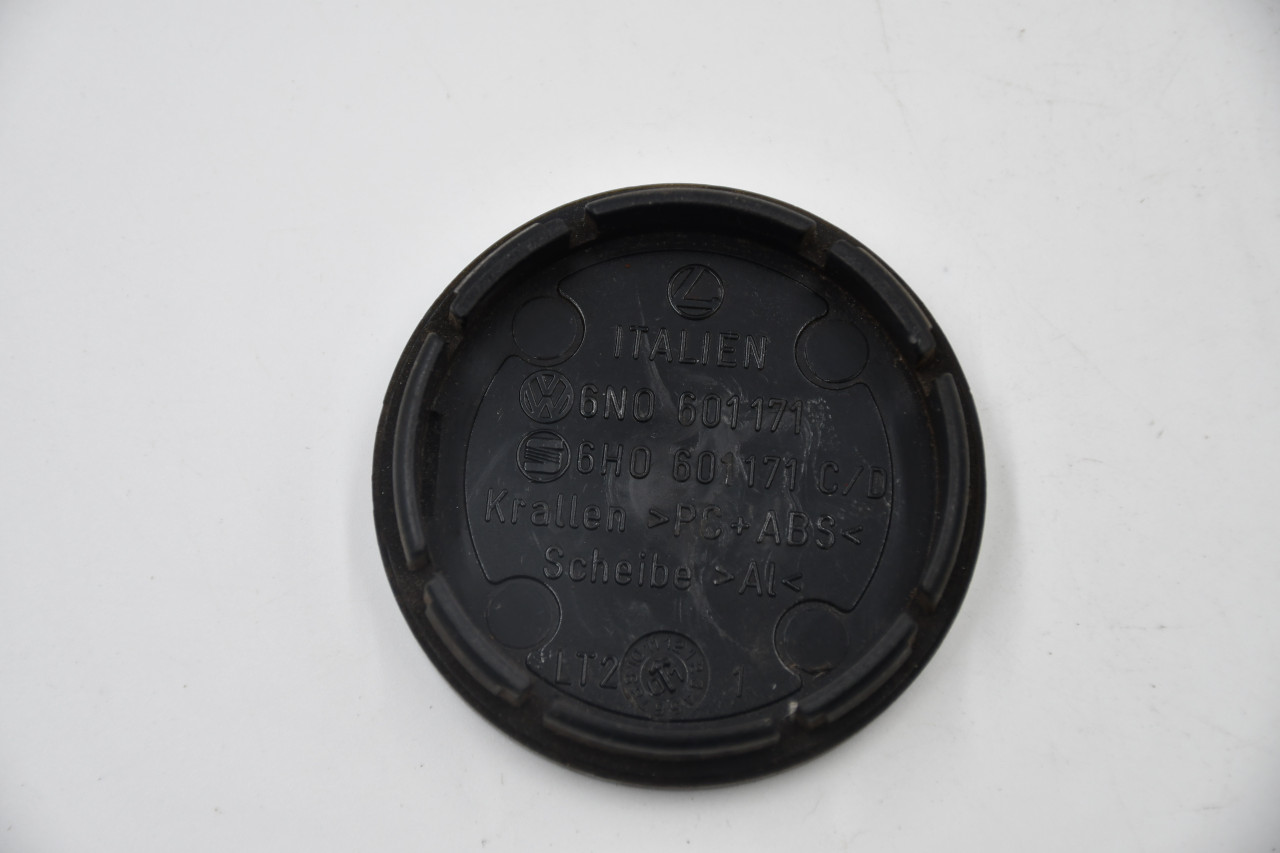 ITALIEN
6N0 601171
6H0 601171 C/D
Krallen >PC+ABS<
Scheibe >Al<
LT2 1